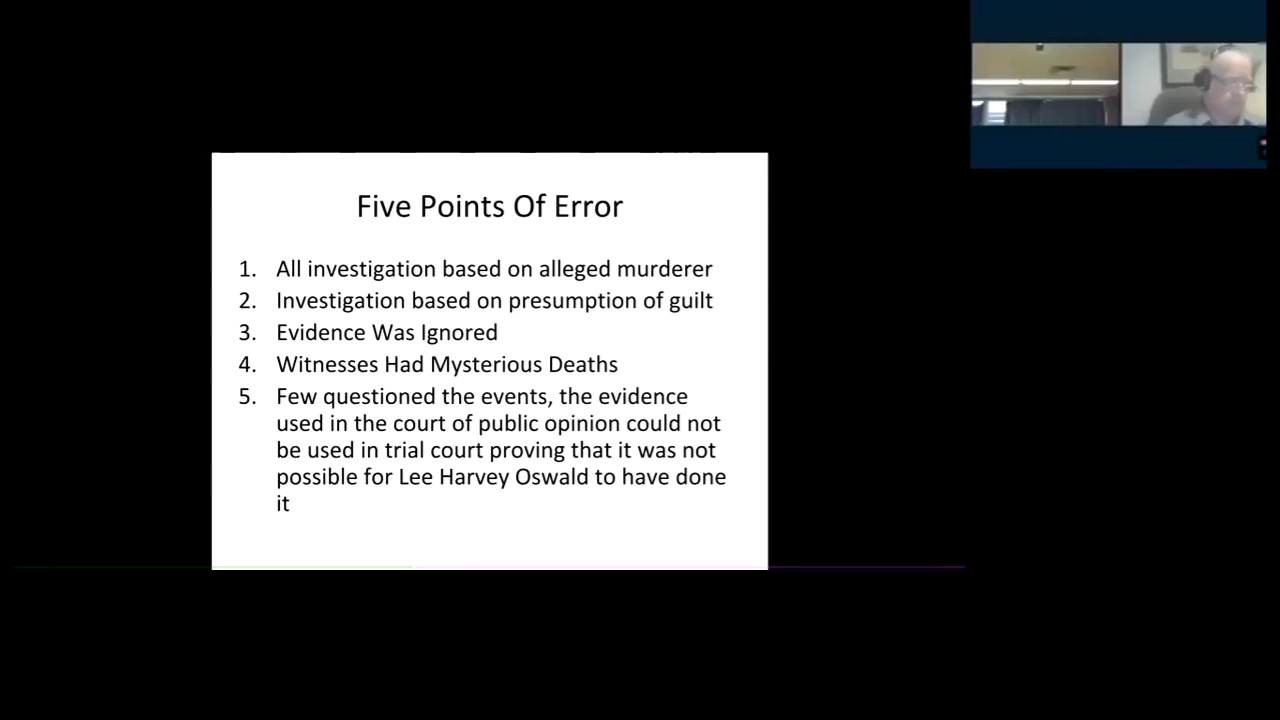 Five Points Of Error
1. All investigation based on alleged murderer
2. Investigation based on presumption of guilt
3. Evidence Was Ignored
4. Witnesses Had Mysterious Deaths
5. Few questioned the events, the evidence
used in the court of public opinion could not
be used in trial court proving that it was not
possible for Lee Harvey Oswald to have done
it